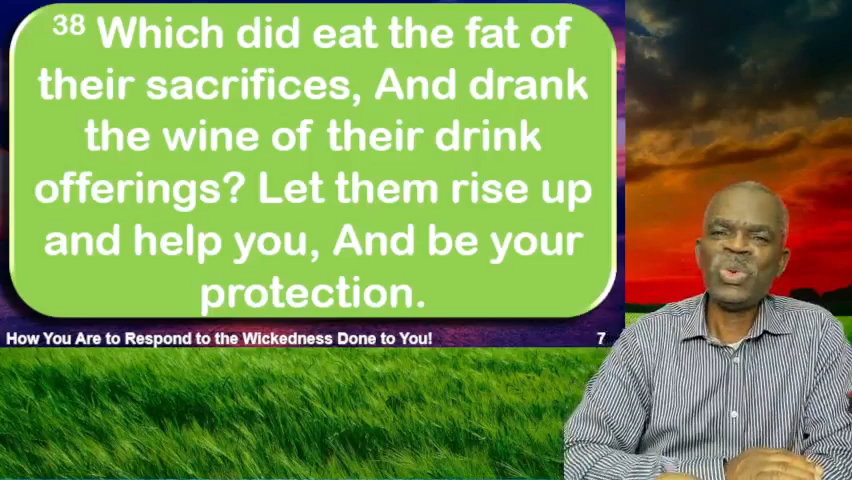 38 Which did eat the fat of
their sacrifices, And drank
the wine of their drink
offerings? Let them rise up
and help you, And be your
protection.
How You Are to Respond to the Wickedness Done to You! 7